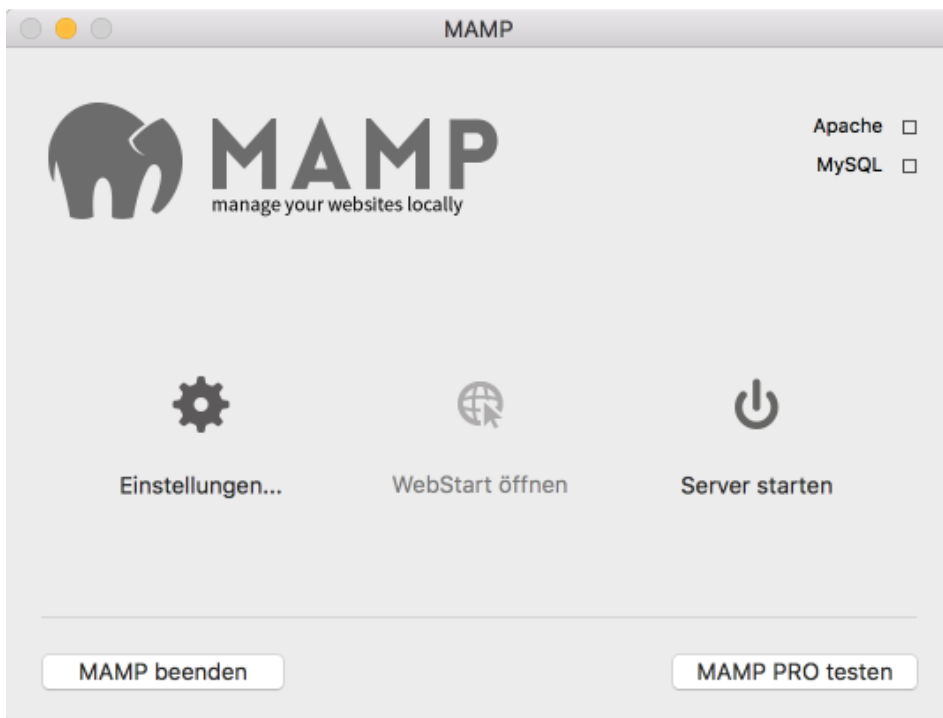 MAMP
MAMP
manage your websites locally
Apache
MySQL
Einstellungen...
WebStart öffnen
Server starten
MAMP beenden
MAMP PRO testen